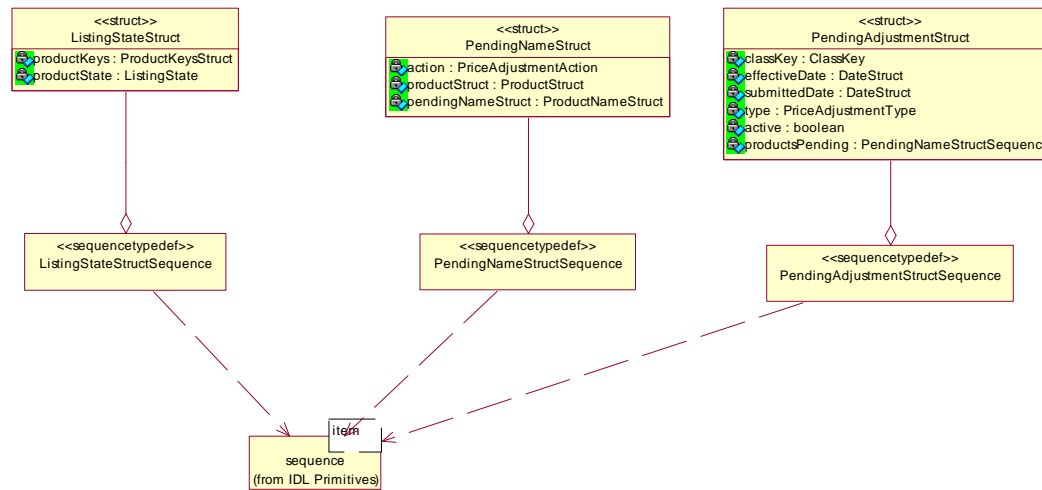 <<struct>>
ListingStateStruct
productKeys : ProductKeysStruct
productState : ListingState
<<struct>>
PendingNameStruct
action : PriceAdjustmentAction
productStruct : ProductStruct
pendingNameStruct : ProductNameStruct
<<struct>>
PendingAdjustmentStruct
classKey : ClassKey
effectiveDate : DateStruct
submittedDate : DateStruct
type : PriceAdjustmentType
active : boolean
productsPending : PendingNameStructSequence
<<sequencetypedef>>
ListingStateStructSequence
<<sequencetypedef>>
PendingNameStructSequence
<<sequencetypedef>>
PendingAdjustmentStructSequence
item
sequence
(from IDL Primitives)